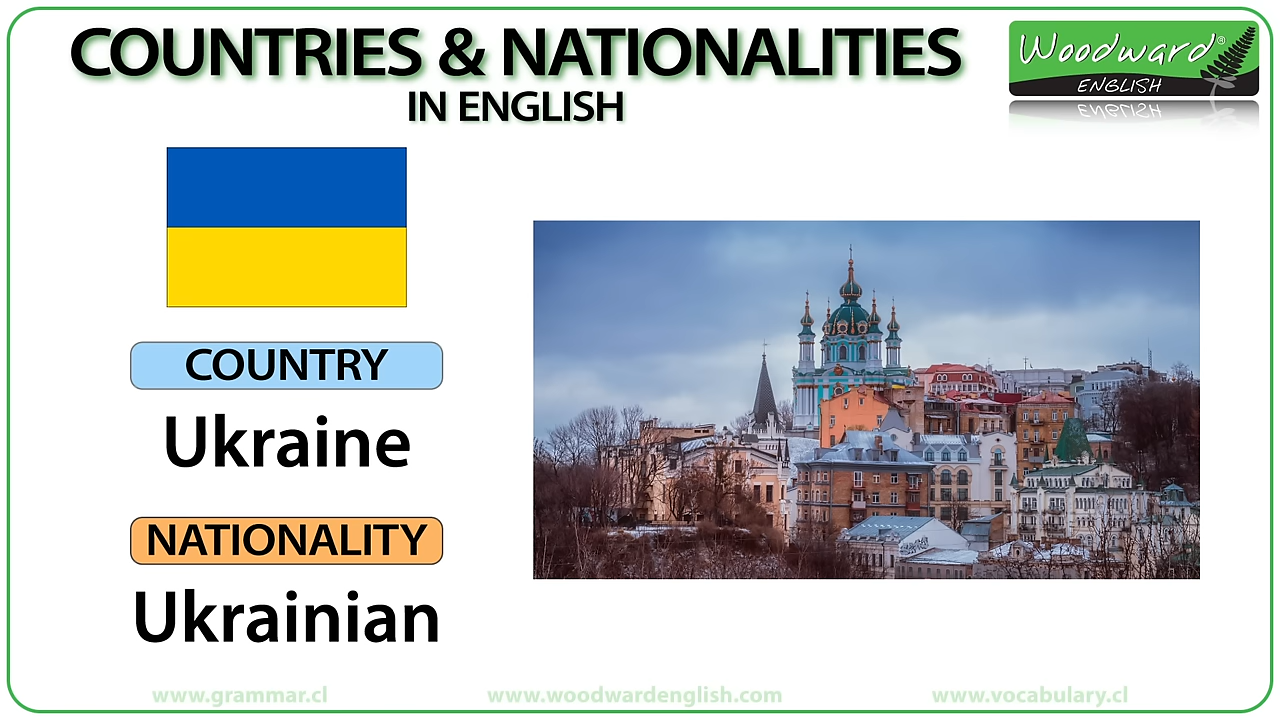 COUNTRIES & NATIONALITIES
IN ENGLISH
Woodward®
ENGLISH
COUNTRY
Ukraine
NATIONALITY
Ukrainian
www.grammar.cl
www.woodwardenglish.com
www.vocabulary.cl